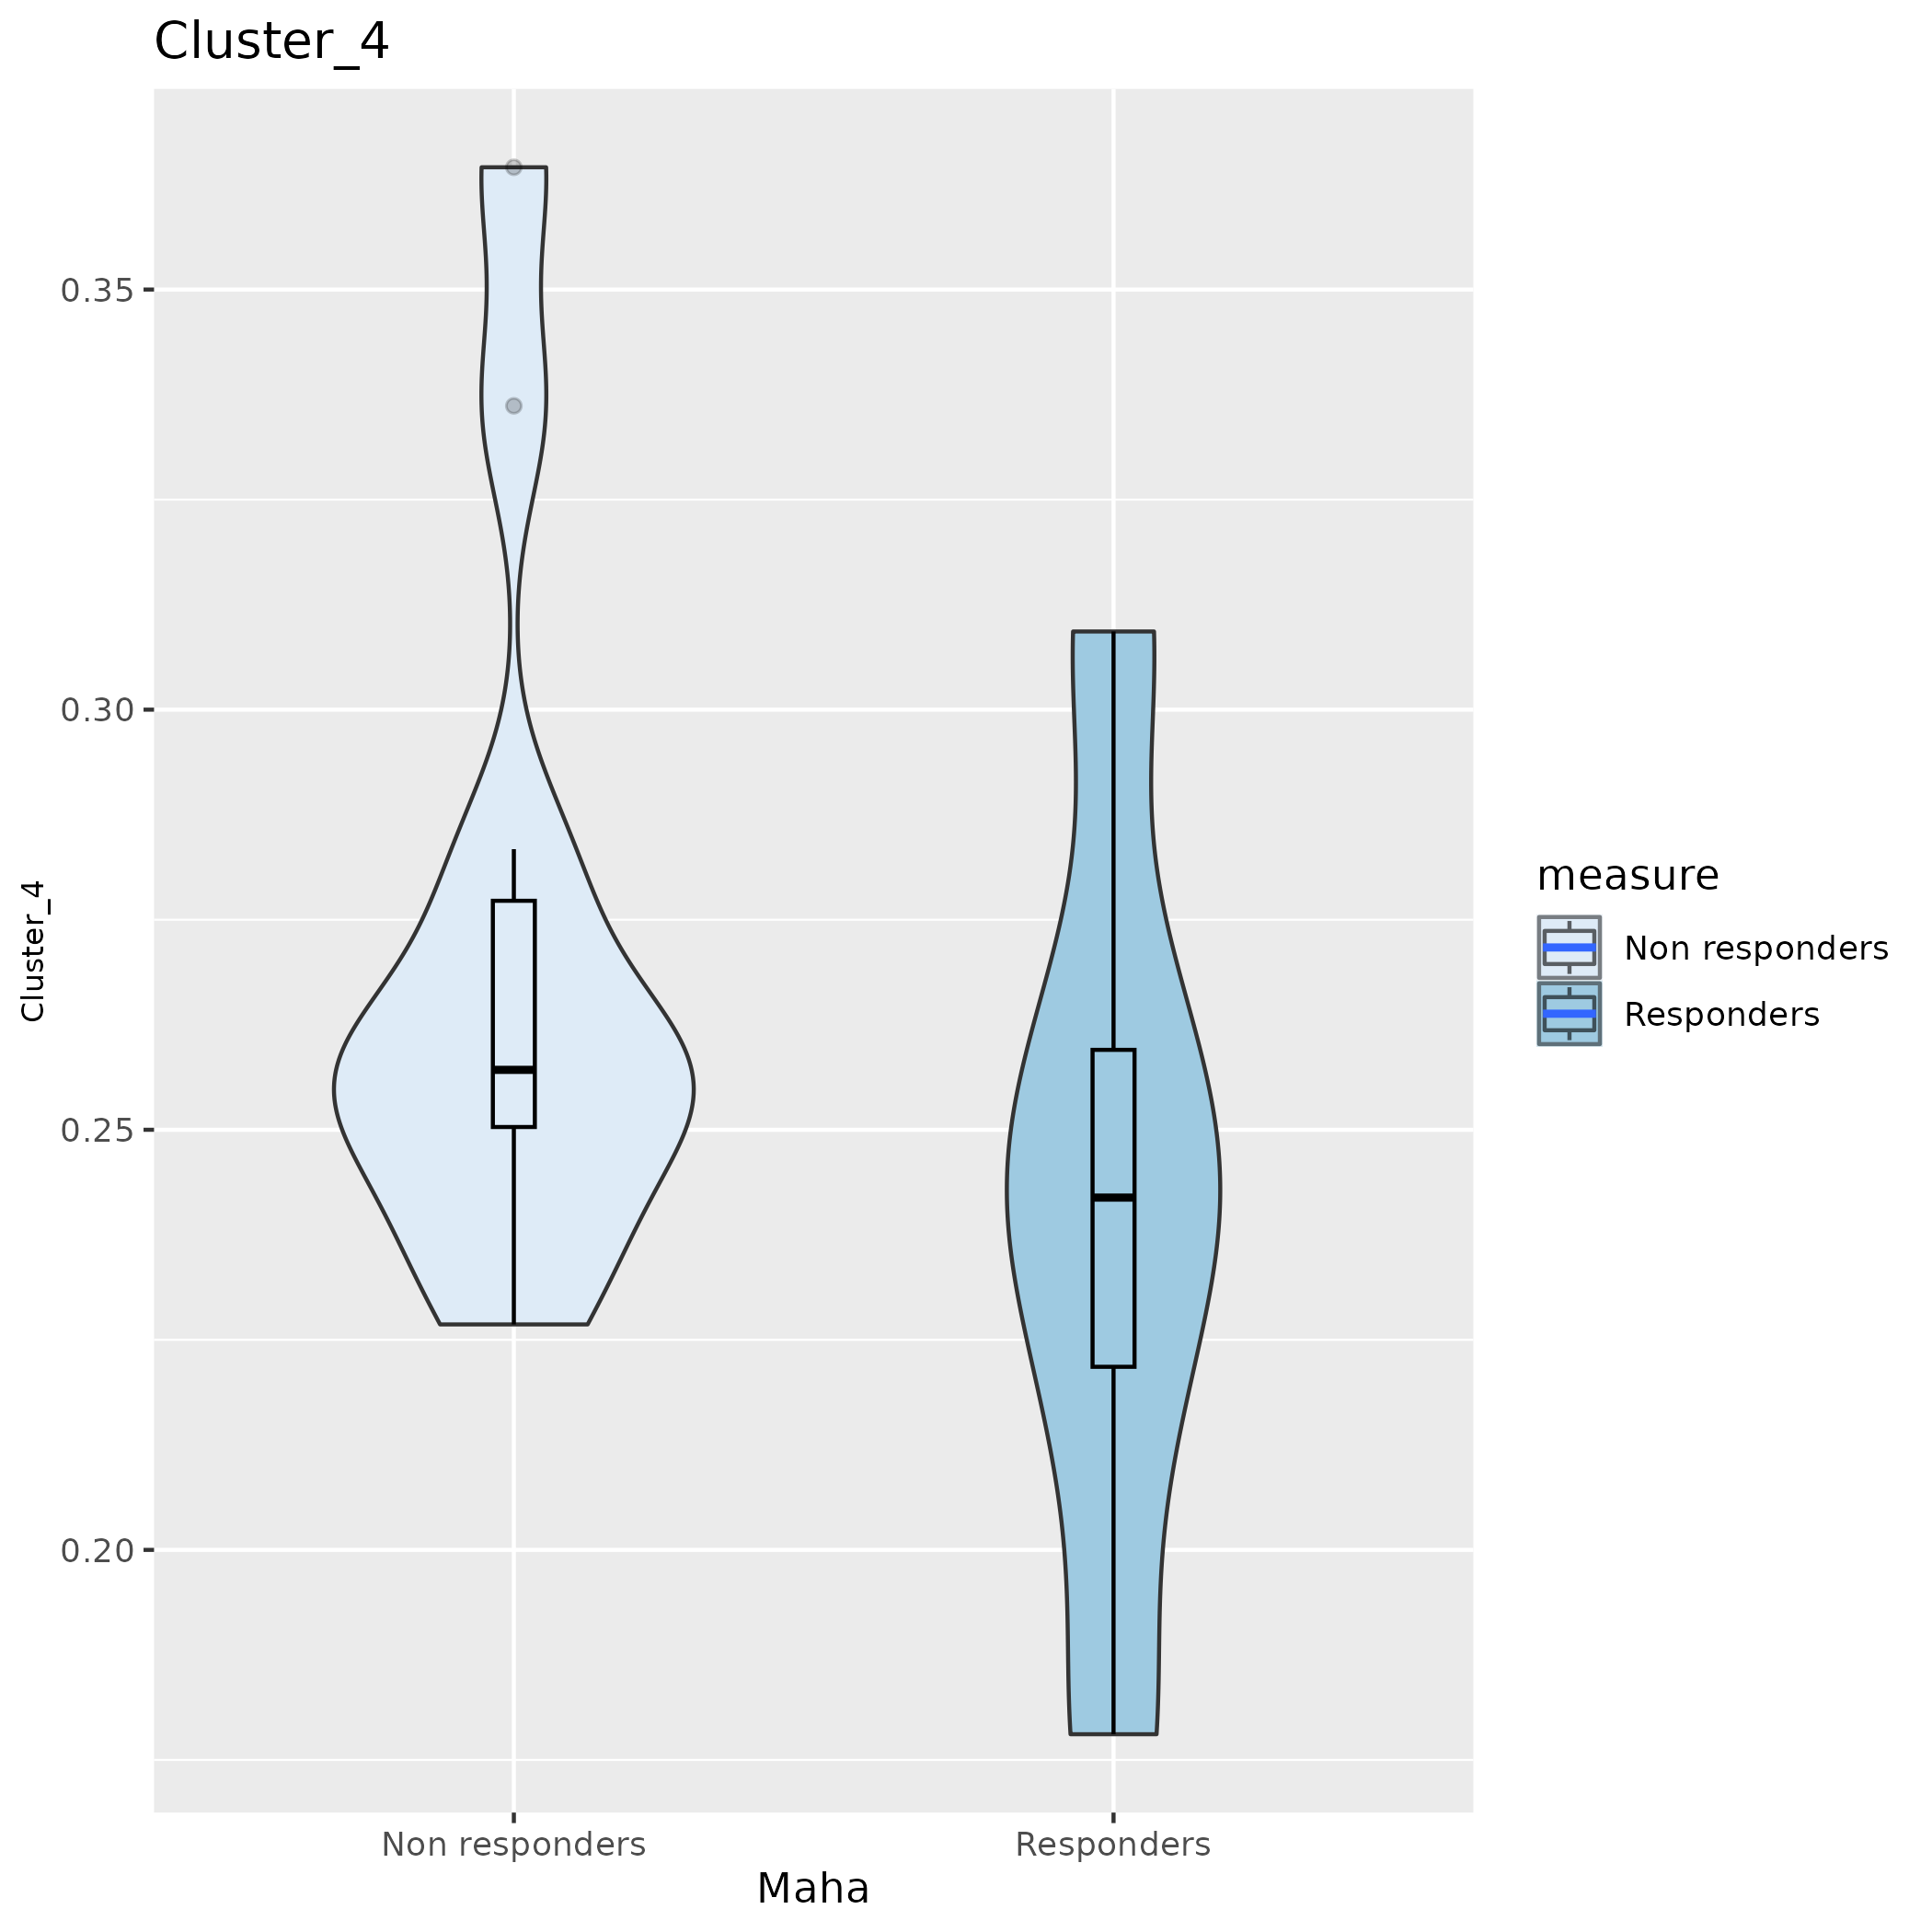 Cluster_4
Cluster_4
0.35
0.30
0.25
0.20
Non responders
Responders
Maha
measure
Non responders
Responders